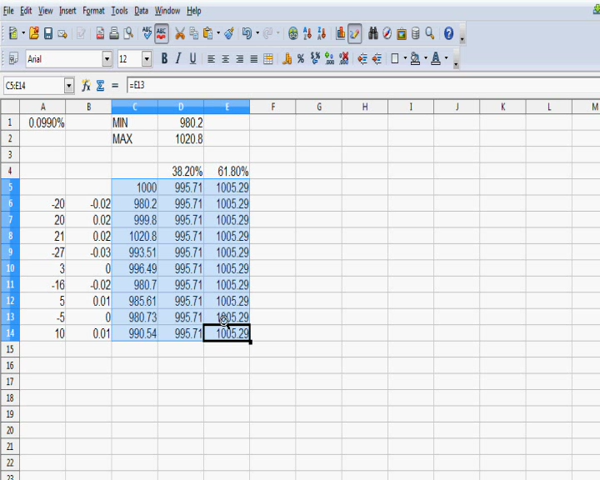 File Edit View Insert Format Tools Data Window Help
Arial 12 B I U
C5:E14 =E13
A B C D E F G H I J K L M
1 0.0990% MIN 980.2
2 MAX 1020.8
3
4 38.20% 61.80%
5 1000 995.71 1005.29
6 -20 -0.02 980.2 995.71 1005.29
7 20 0.02 999.8 995.71 1005.29
8 21 0.02 1020.8 995.71 1005.29
9 -27 -0.03 993.51 995.71 1005.29
10 3 0 996.49 995.71 1005.29
11 -16 -0.02 980.7 995.71 1005.29
12 5 0.01 985.61 995.71 1005.29
13 -5 0 980.73 995.71 1005.29
14 10 0.01 990.54 995.71 1005.29
15
16
17
18
19
20
21
22
23